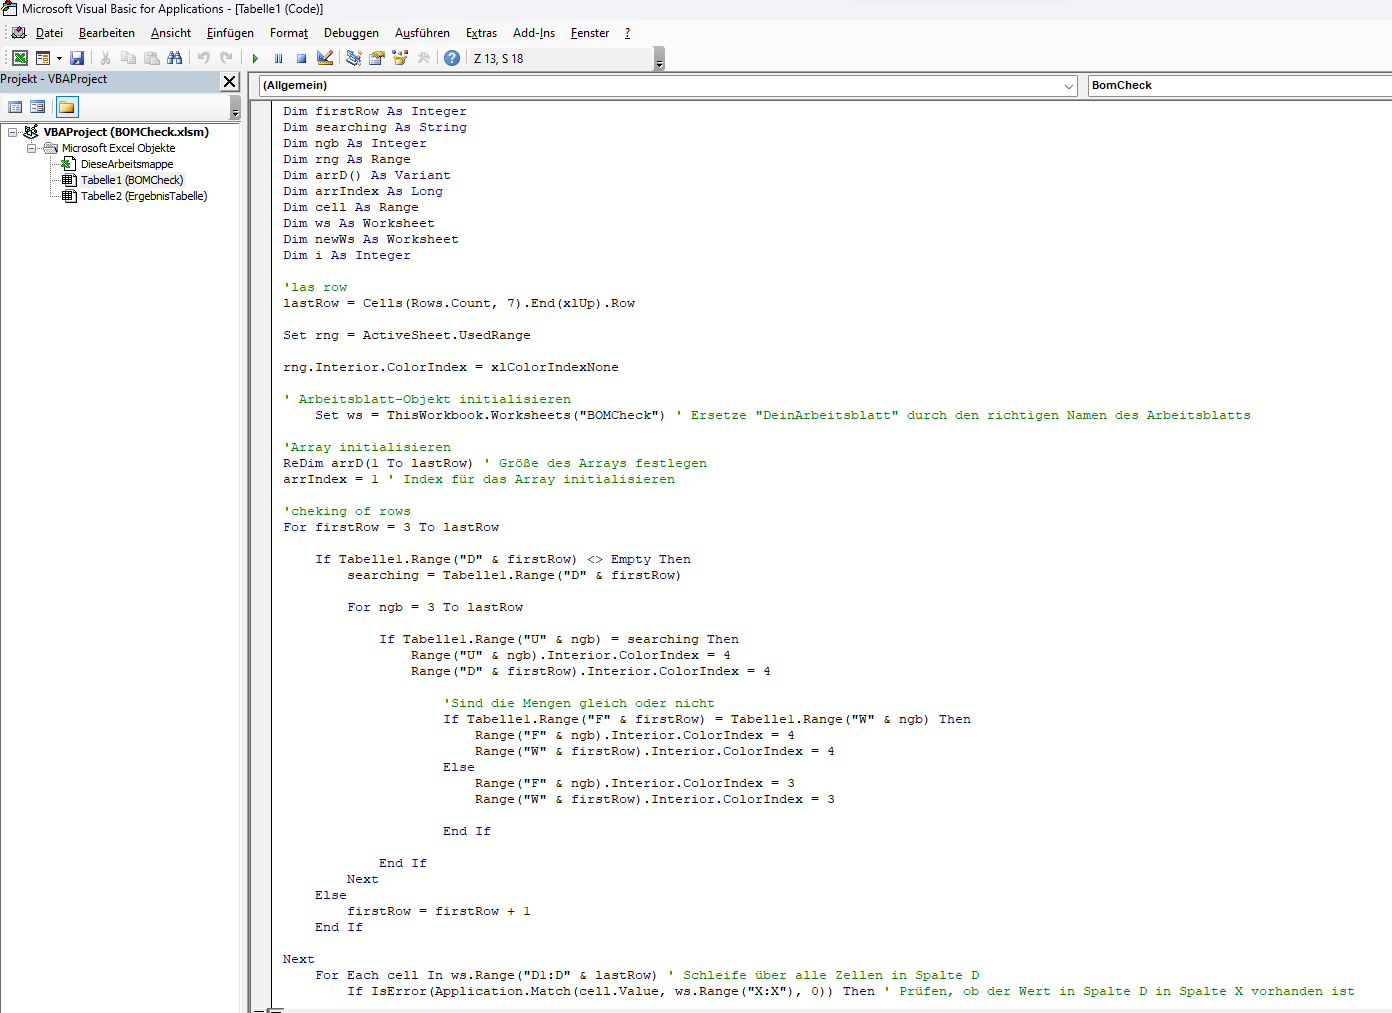 Microsoft Visual Basic for Applications - [Tabelle1 (Code)]
Datei Bearbeiten Ansicht Einfügen Format Debuggen Ausführen Extras Add-Ins Fenster ?
Z 13, S 18
Projekt - VBAProject
(Allgemein)
BomCheck
VBAProject (BOMCheck.xlsm)
Microsoft Excel Objekte
DieseArbeitsmappe
Tabelle1 (BOMCheck)
Tabelle2 (ErgebnisTabelle)
Dim firstRow As Integer
Dim searching As String
Dim ngb As Integer
Dim rng As Range
Dim arrD() As Variant
Dim arrIndex As Long
Dim cell As Range
Dim ws As Worksheet
Dim newWs As Worksheet
Dim i As Integer
'las row
lastRow = Cells(Rows.Count, 7).End(xlUp).Row
Set rng = ActiveSheet.UsedRange
rng.Interior.ColorIndex = xlColorIndexNone
' Arbeitsblatt-Objekt initialisieren
Set ws = ThisWorkbook.Worksheets("BOMCheck") ' Ersetze "DeinArbeitsblatt" durch den richtigen Namen des Arbeitsblatts
'Array initialisieren
ReDim arrD(1 To lastRow) ' Größe des Arrays festlegen
arrIndex = 1 ' Index für das Array initialisieren
'cheking of rows
For firstRow = 3 To lastRow
If Tabelle1.Range("D" & firstRow) <> Empty Then
searching = Tabelle1.Range("D" & firstRow)
For ngb = 3 To lastRow
If Tabelle1.Range("U" & ngb) = searching Then
Range("U" & ngb).Interior.ColorIndex = 4
Range("D" & firstRow).Interior.ColorIndex = 4
'Sind die Mengen gleich oder nicht
If Tabelle1.Range("F" & firstRow) = Tabelle1.Range("W" & ngb) Then
Range("F" & ngb).Interior.ColorIndex = 4
Range("W" & firstRow).Interior.ColorIndex = 4
Else
Range("F" & ngb).Interior.ColorIndex = 3
Range("W" & firstRow).Interior.ColorIndex = 3
End If
End If
Next
Else
firstRow = firstRow + 1
End If
Next
For Each cell In ws.Range("D1:D" & lastRow) ' Schleife über alle Zellen in Spalte D
If IsError(Application.Match(cell.Value, ws.Range("X:X"), 0)) Then ' Prüfen, ob der Wert in Spalte D in Spalte X vorhanden ist